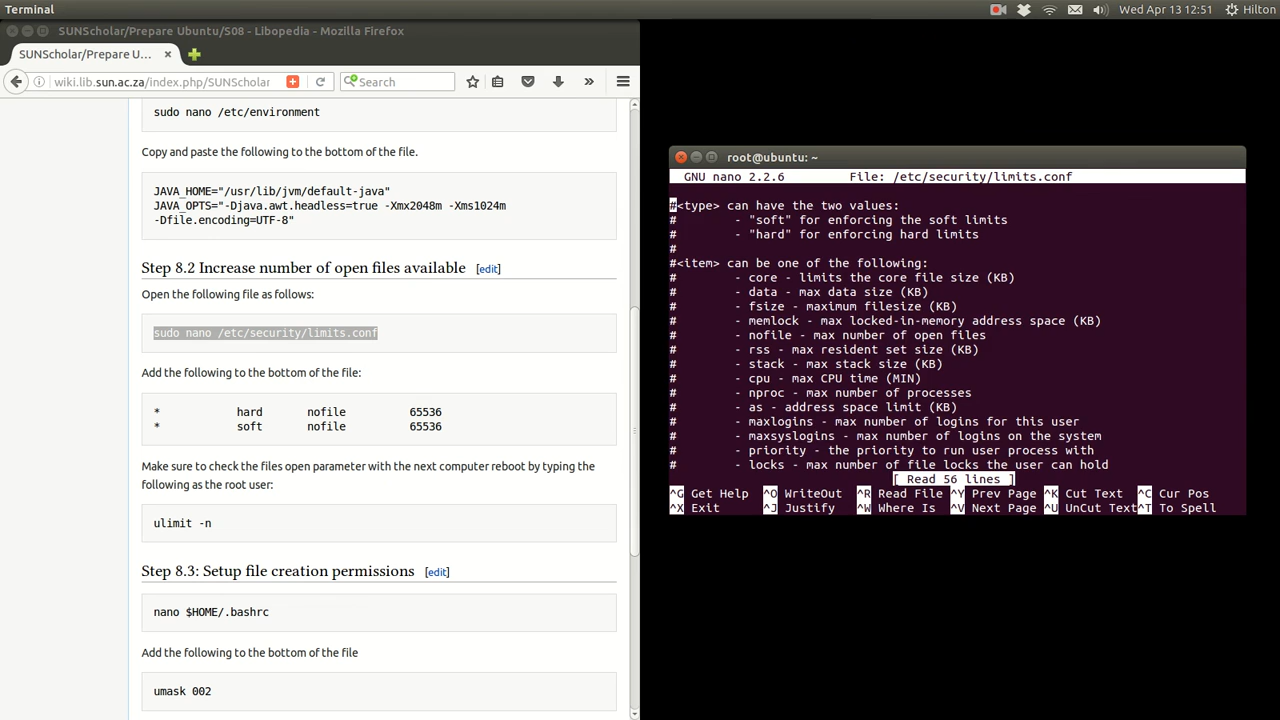 Terminal
Wed Apr 13 12:51
Hilton
SUNScholar/Prepare Ubuntu/S08 - Libopedia - Mozilla Firefox
SUNScholar/Prepare U...
wiki.lib.sun.ac.za/index.php/SUNScholar
Search
sudo nano /etc/environment
Copy and paste the following to the bottom of the file.
JAVA_HOME="/usr/lib/jvm/default-java"
JAVA_OPTS="-Djava.awt.headless=true -Xmx2048m -Xms1024m
-Dfile.encoding=UTF-8"
Step 8.2 Increase number of open files available [edit]
Open the following file as follows:
sudo nano /etc/security/limits.conf
Add the following to the bottom of the file:
* hard nofile 65536
* soft nofile 65536
Make sure to check the files open parameter with the next computer reboot by typing the
following as the root user:
ulimit -n
Step 8.3: Setup file creation permissions [edit]
nano $HOME/.bashrc
Add the following to the bottom of the file
umask 002
root@ubuntu: ~
GNU nano 2.2.6 File: /etc/security/limits.conf
#<type> can have the two values:
# - "soft" for enforcing the soft limits
# - "hard" for enforcing hard limits
#
#<item> can be one of the following:
# - core - limits the core file size (KB)
# - data - max data size (KB)
# - fsize - maximum filesize (KB)
# - memlock - max locked-in-memory address space (KB)
# - nofile - max number of open files
# - rss - max resident set size (KB)
# - stack - max stack size (KB)
# - cpu - max CPU time (MIN)
# - nproc - max number of processes
# - as - address space limit (KB)
# - maxlogins - max number of logins for this user
# - maxsyslogins - max number of logins on the system
# - priority - the priority to run user process with
# - locks - max number of file locks the user can hold
[ Read 56 lines ]
^G Get Help ^O WriteOut ^R Read File ^Y Prev Page ^K Cut Text ^C Cur Pos
^X Exit ^J Justify ^W Where Is ^V Next Page ^U UnCut Text ^T To Spell